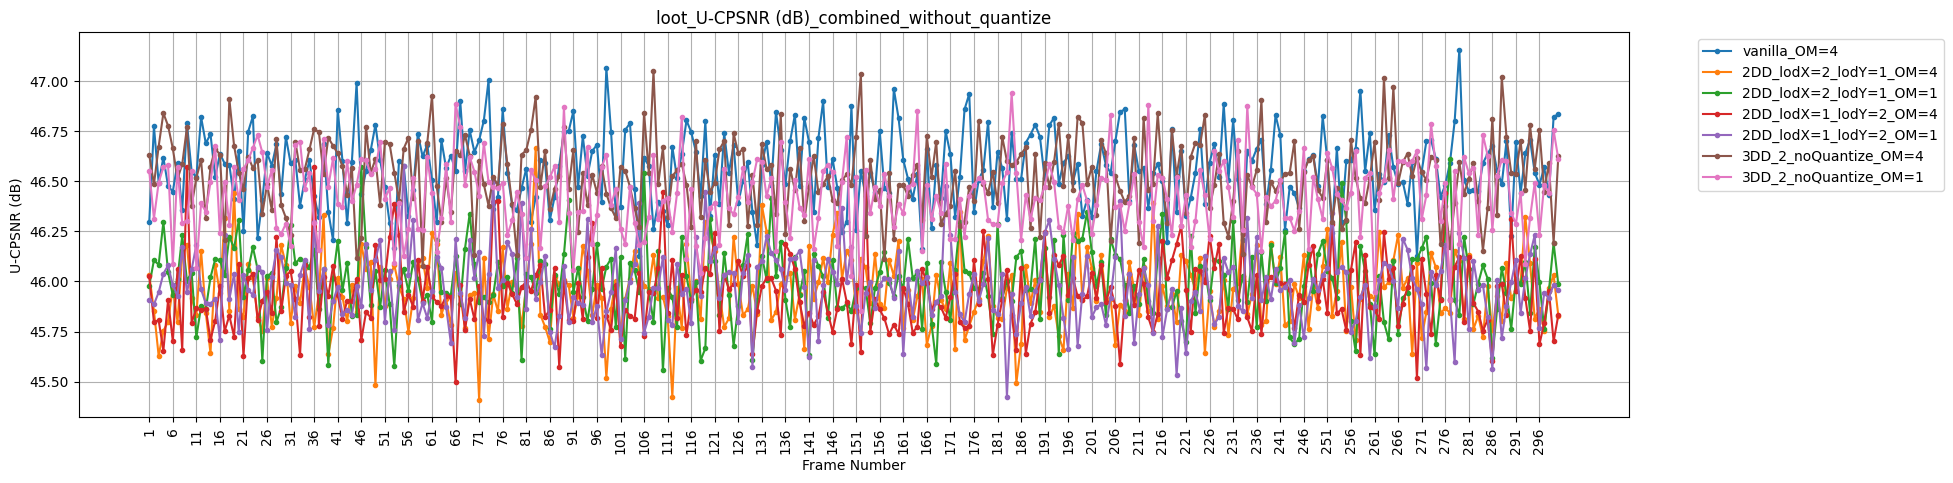 loot_U-CPSNR (dB)_combined_without_quantize
U-CPSNR (dB)
47.00
46.75
46.50
46.25
46.00
45.75
45.50
1 6 11 16 21 26 31 36 41 46 51 56 61 66 71 76 81 86 91 96 101 106 111 116 121 126 131 136 141 146 151 156 161 166 171 176 181 186 191 196 201 206 211 216 221 226 231 236 241 246 251 256 261 266 271 276 281 286 291 296
Frame Number
vanilla_OM=4
2DD_lodX=2_lodY=1_OM=4
2DD_lodX=2_lodY=1_OM=1
2DD_lodX=1_lodY=2_OM=4
2DD_lodX=1_lodY=2_OM=1
3DD_2_noQuantize_OM=4
3DD_2_noQuantize_OM=1